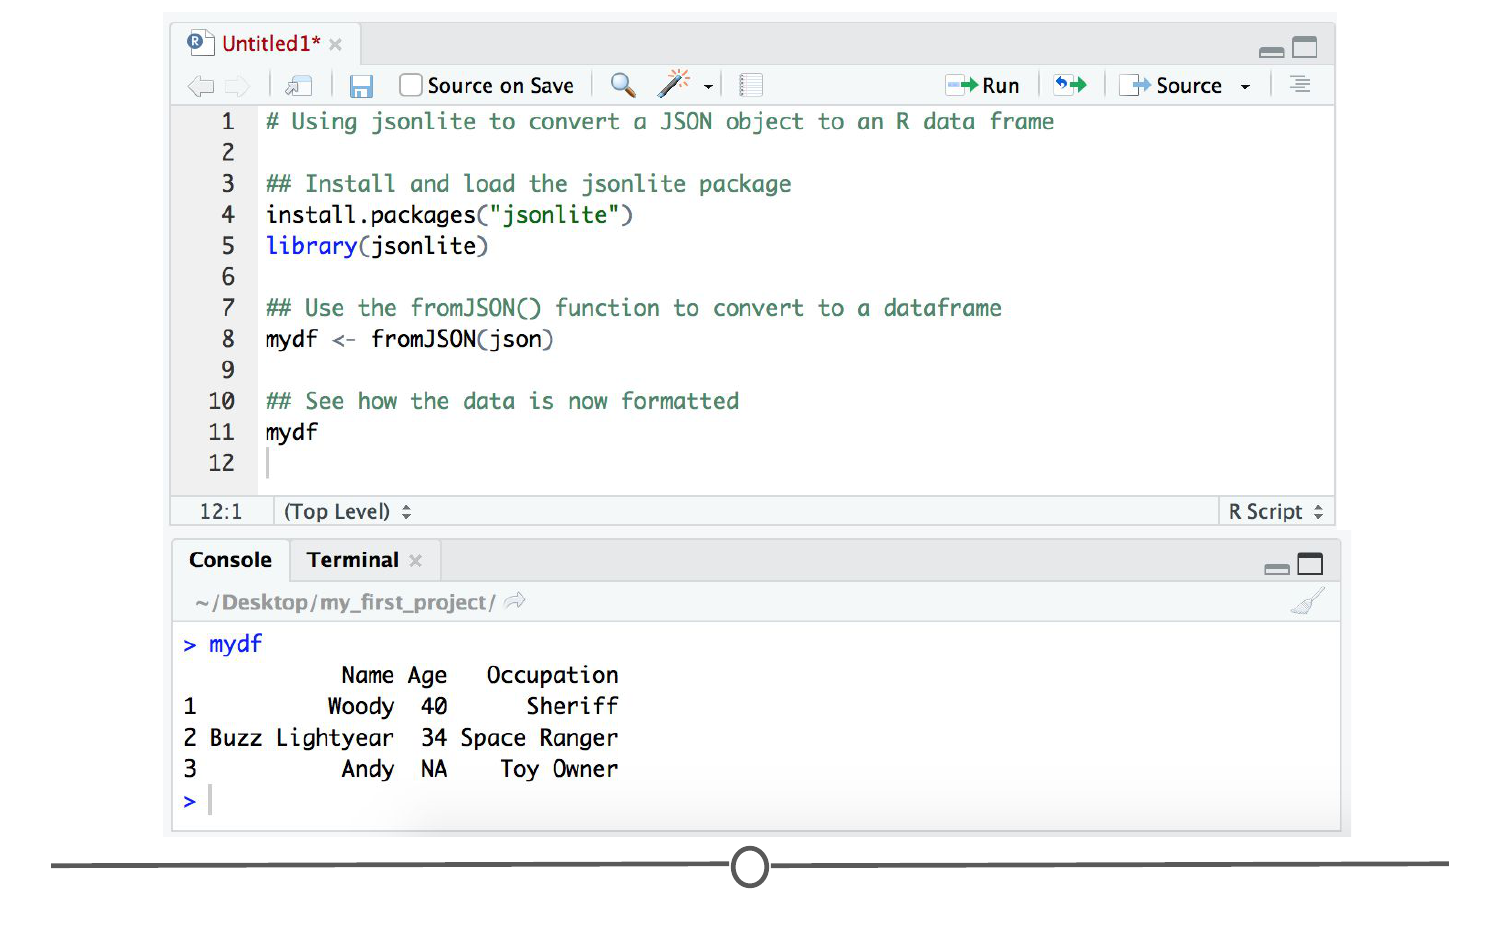 Untitled1*
Source on Save
Run
Source
1 # Using jsonlite to convert a JSON object to an R data frame
2
3 ## Install and load the jsonlite package
4 install.packages("jsonlite")
5 library(jsonlite)
6
7 ## Use the fromJSON() function to convert to a dataframe
8 mydf <- fromJSON(json)
9
10 ## See how the data is now formatted
11 mydf
12
12:1 (Top Level) R Script
Console Terminal
~/Desktop/my_first_project/
> mydf
Name Age Occupation
1 Woody 40 Sheriff
2 Buzz Lightyear 34 Space Ranger
3 Andy NA Toy Owner
>